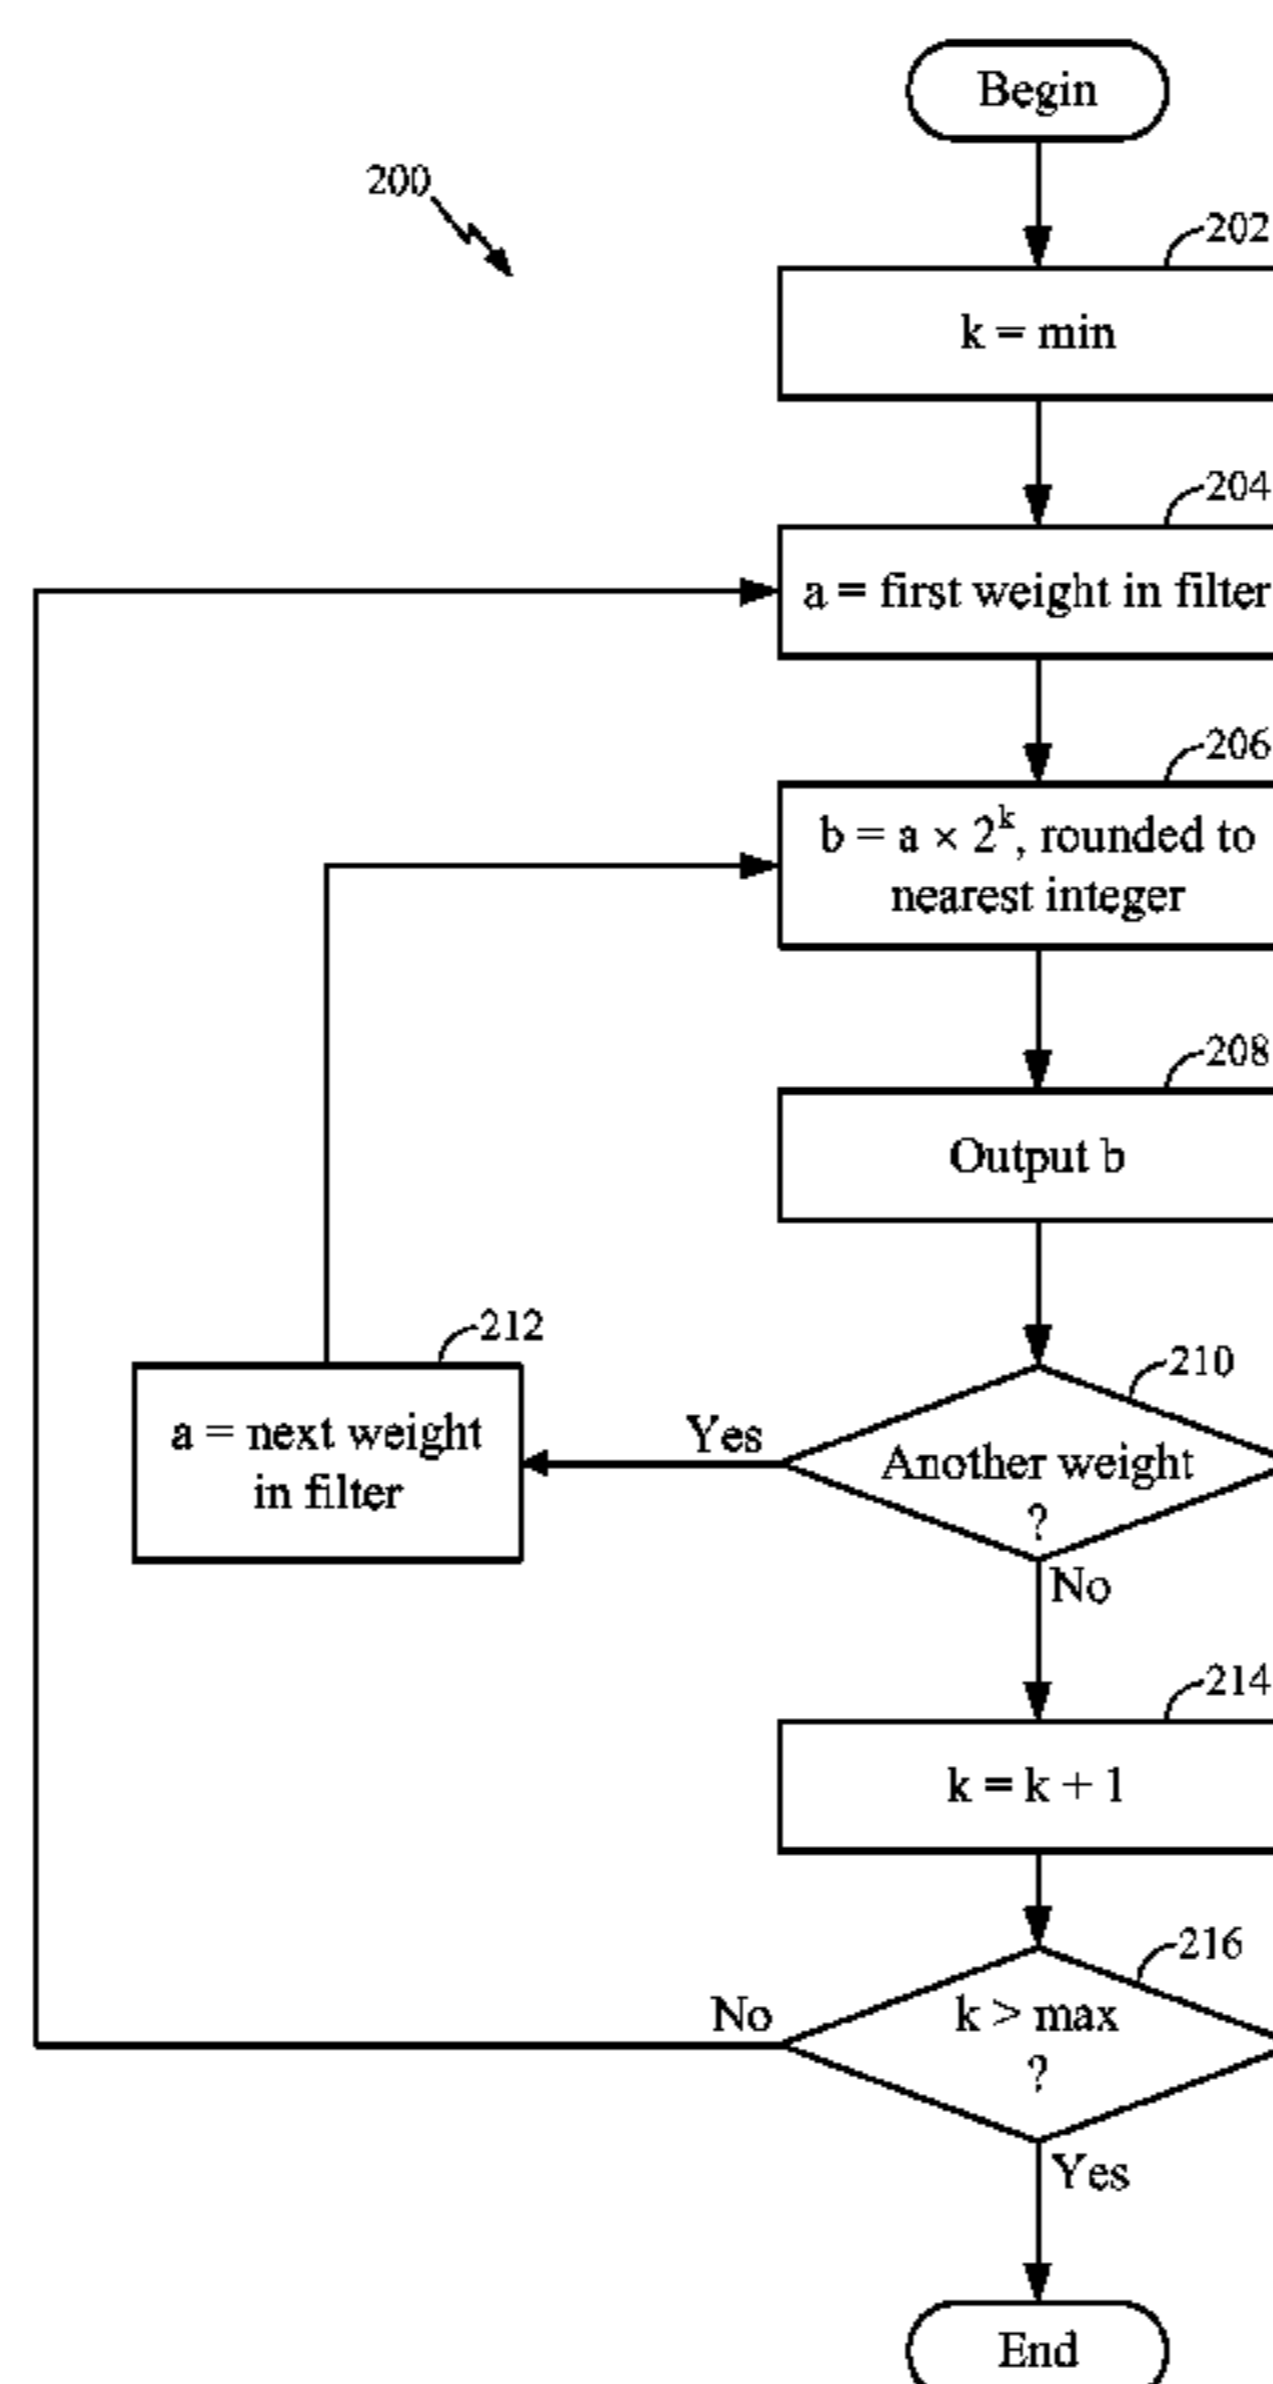 Begin
200
202
k = min
204
a = first weight in filter
206
b = a × 2^k, rounded to
nearest integer
208
Output b
212
210
a = next weight
in filter
Yes
Another weight
?
No
214
k = k + 1
216
No
k > max
?
Yes
End